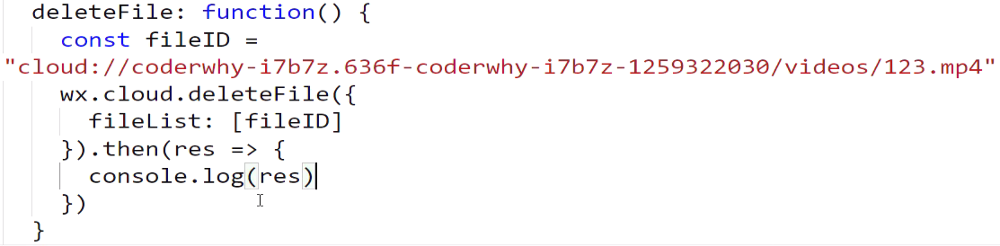 deleteFile: function() {
const fileID =
"cloud://coderwhy-i7b7z.636f-coderwhy-i7b7z-1259322030/videos/123.mp4"
wx.cloud.deleteFile({
fileList: [fileID]
}).then(res => {
console.log(res)
})
}